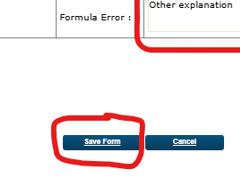 Other explanation
Formula Error :
Save Form
Cancel